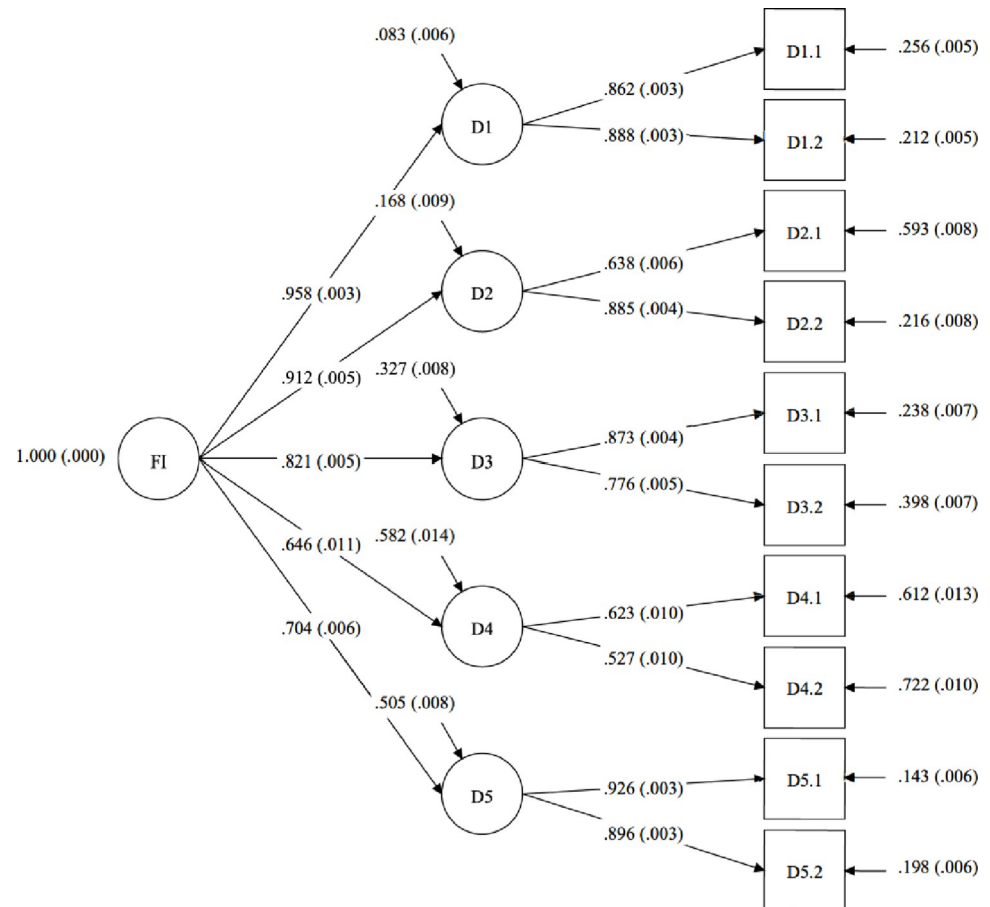 .083 (.006)
D1.1
.256 (.005)
.862 (.003)
D1
.888 (.003)
D1.2
.212 (.005)
.168 (.009)
D2.1
.593 (.008)
.638 (.006)
.958 (.003)
D2
.885 (.004)
D2.2
.216 (.008)
.912 (.005)
.327 (.008)
D3.1
.238 (.007)
.873 (.004)
1.000 (.000)
FI
.821 (.005)
D3
.776 (.005)
D3.2
.398 (.007)
.646 (.011)
.582 (.014)
D4.1
.612 (.013)
.623 (.010)
.704 (.006)
D4
.527 (.010)
D4.2
.722 (.010)
.505 (.008)
D5.1
.143 (.006)
.926 (.003)
D5
.896 (.003)
D5.2
.198 (.006)